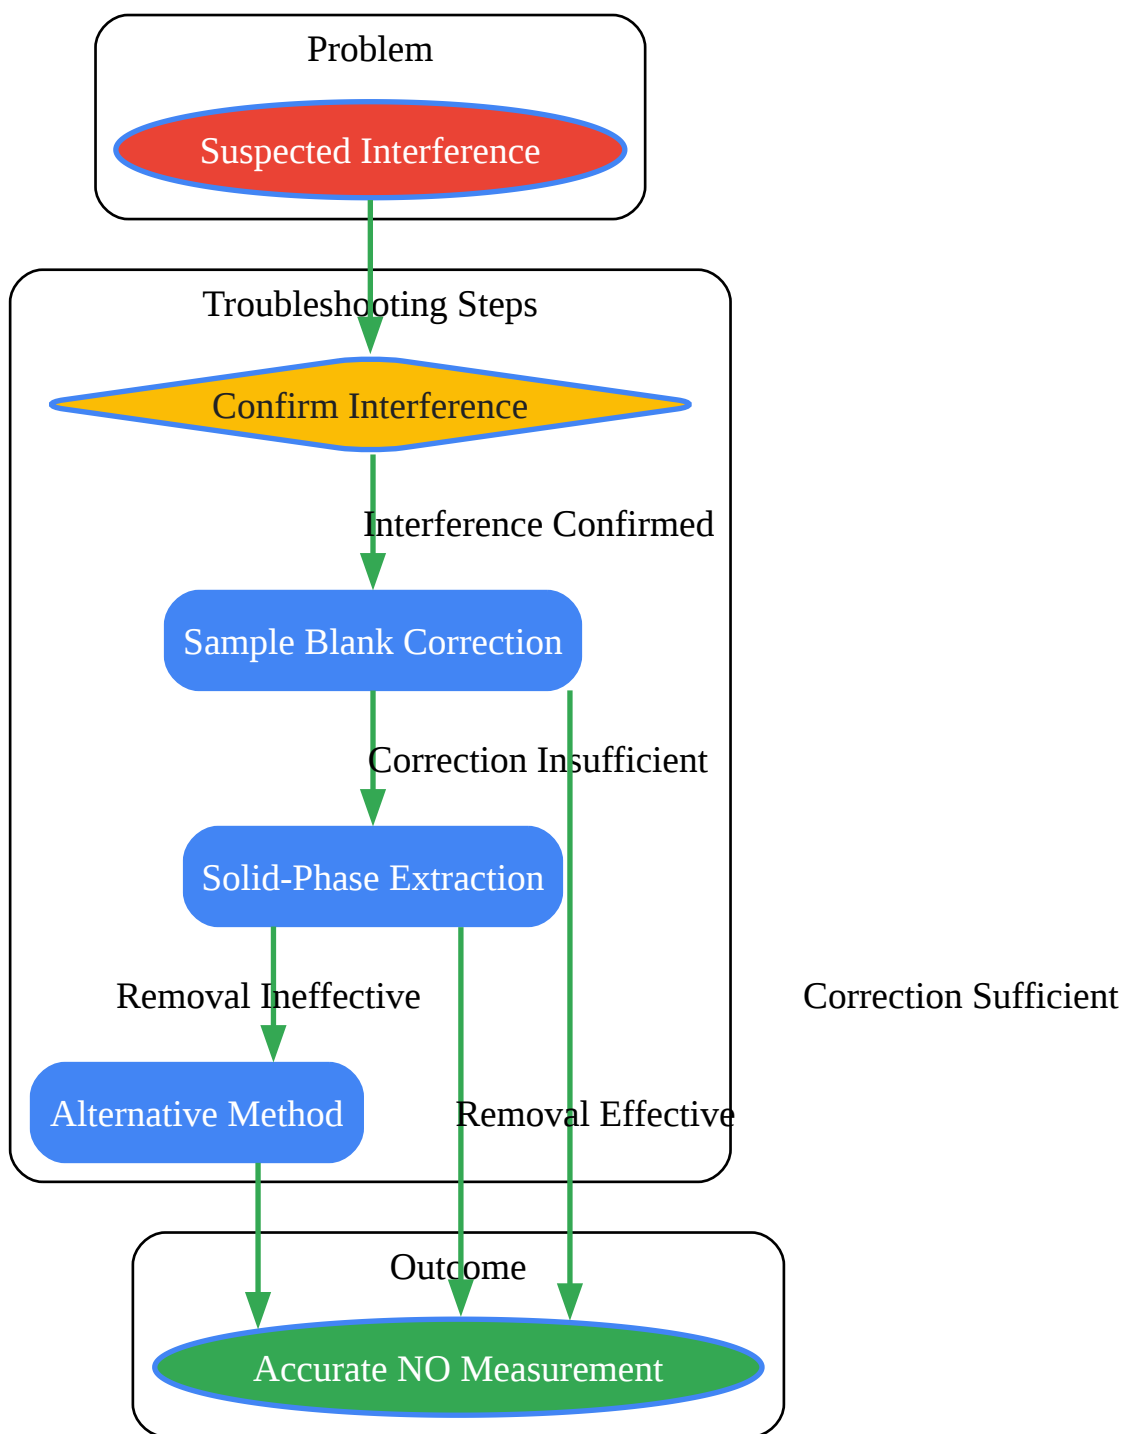 Problem
Suspected Interference
Troubleshooting Steps
Confirm Interference
Interference Confirmed
Sample Blank Correction
Correction Insufficient
Solid-Phase Extraction
Removal Ineffective
Correction Sufficient
Alternative Method
Removal Effective
Outcome
Accurate NO Measurement